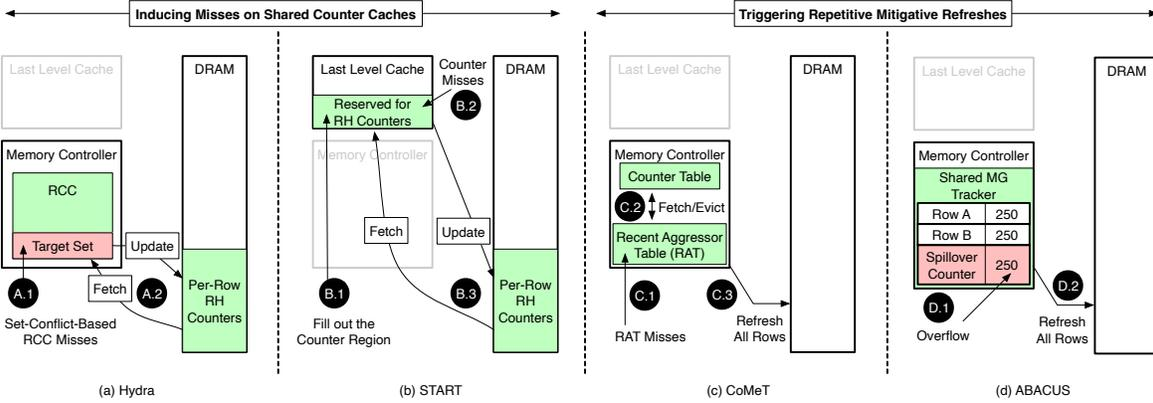 Inducing Misses on Shared Counter Caches
Triggering Repetitive Mitigative Refreshes
Last Level Cache
DRAM
Memory Controller
RCC
Target Set
Update
Fetch
A.1
A.2
Per-Row
RH
Counters
Set-Conflict-Based
RCC Misses
(a) Hydra
Last Level Cache
Counter
Misses
B.2
DRAM
Reserved for
RH Counters
Memory Controller
Fetch
Update
B.1
B.3
Per-Row
RH
Counters
Fill out the
Counter Region
(b) START
Last Level Cache
DRAM
Memory Controller
Counter Table
C.2
Fetch/Evict
Recent Aggressor
Table (RAT)
C.1
C.3
RAT Misses
Refresh
All Rows
(c) CoMeT
Last Level Cache
DRAM
Memory Controller
Shared MG
Tracker
Row A 250
Row B 250
Spillover
Counter
250
D.1
D.2
Overflow
Refresh
All Rows
(d) ABACUS